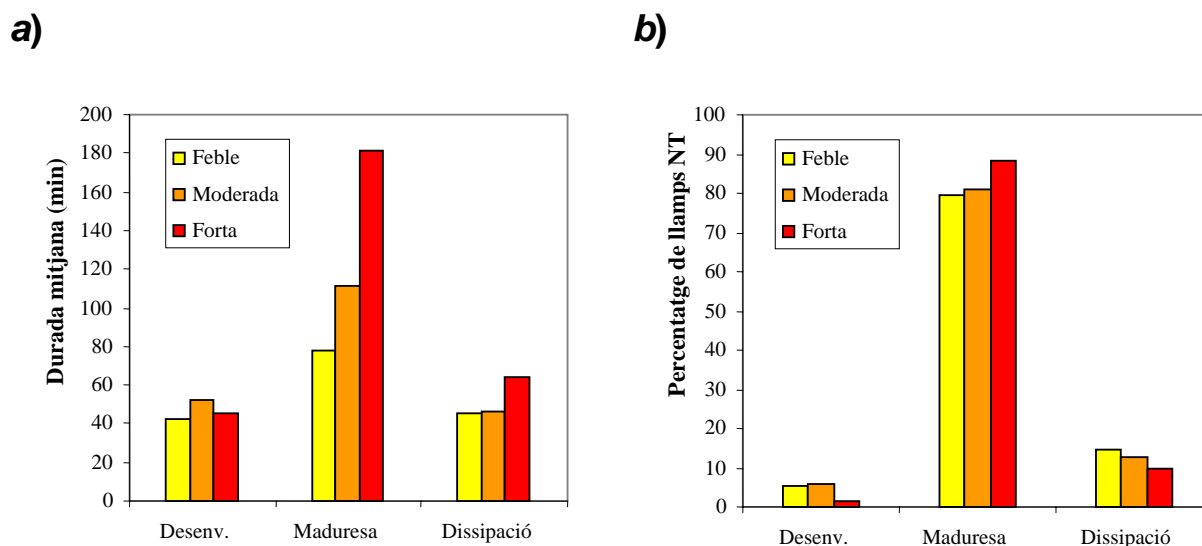 a)
Durada mitjana (min)
200
180
160
140
120
100
80
60
40
20
0
Feble
Moderada
Forta
Desenv.
Maduresa
Dissipació
b)
Percentatge de llamps NT
100
90
80
70
60
50
40
30
20
10
0
Feble
Moderada
Forta
Desenv.
Maduresa
Dissipació